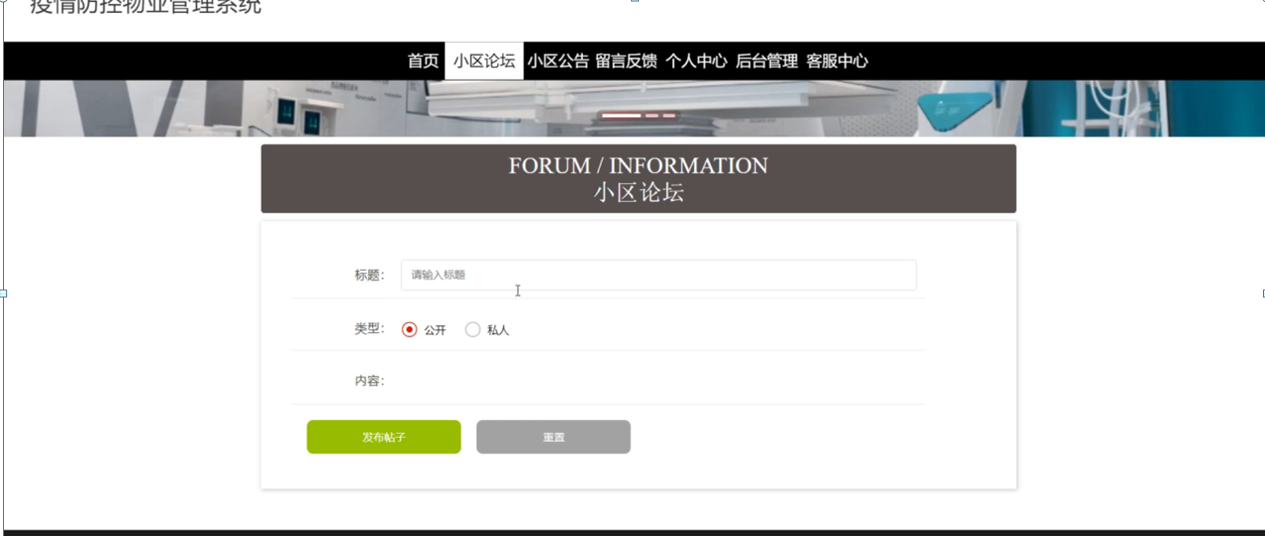 疫情防控物业管理系统
首页 小区论坛 小区公告 留言反馈 个人中心 后台管理 客服中心
FORUM / INFORMATION
小区论坛
标题： 请输入标题
类型： 公开 私人
内容：
发布帖子 重置